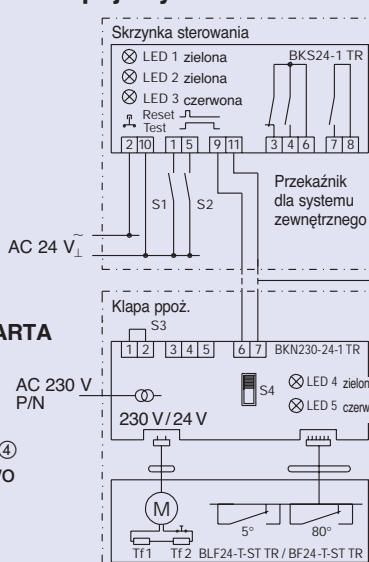 Skrzynka sterowania
LED 1 zielona BKS24-1 TR
LED 2 zielona
LED 3 czerwona
Reset
Test
2 10 1 5 9 11 3 4 6 7 8
S1 S2
Przekaźnik
dla systemu
zewnętrznego
AC 24 V ~
⊥
Klapa ppoż.
S3
ARTA
1 2 3 4 5 6 7 BKN230-24-1 TR
AC 230 V
P/N
S4
LED 4 zielon
LED 5 czerw
230 V / 24 V
④
M
5° 80°
Tf1 Tf2 BLF24-T-ST TR / BF24-T-ST TR